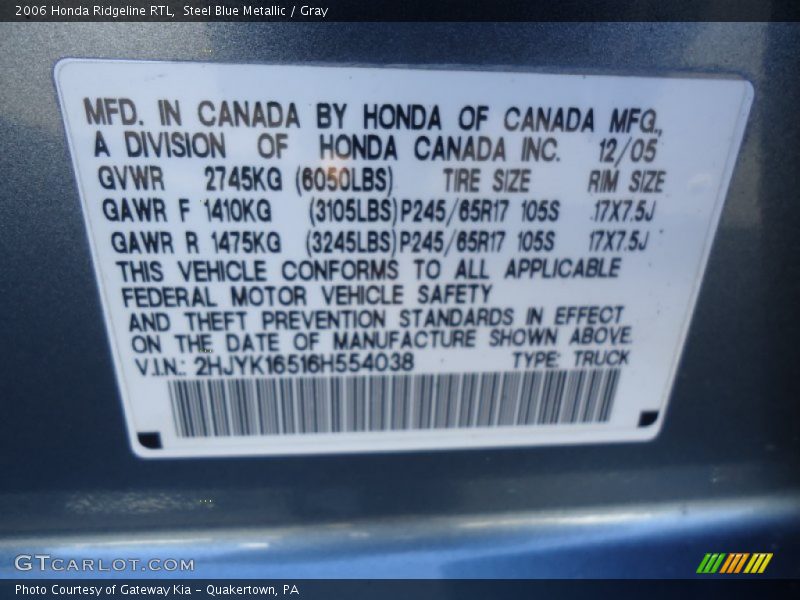 2006 Honda Ridgeline RTL, Steel Blue Metallic / Gray
MFD. IN CANADA BY HONDA OF CANADA MFG.,
A DIVISION OF HONDA CANADA INC. 12/05
GVWR 2745KG (6050LBS) TIRE SIZE RIM SIZE
GAWR F 1410KG (3105LBS) P245/65R17 105S 17X7.5J
GAWR R 1475KG (3245LBS) P245/65R17 105S 17X7.5J
THIS VEHICLE CONFORMS TO ALL APPLICABLE
FEDERAL MOTOR VEHICLE SAFETY
AND THEFT PREVENTION STANDARDS IN EFFECT
ON THE DATE OF MANUFACTURE SHOWN ABOVE.
V.I.N.: 2HJYK16516H554038 TYPE: TRUCK
GTCARLOT.COM
Photo Courtesy of Gateway Kia - Quakertown, PA